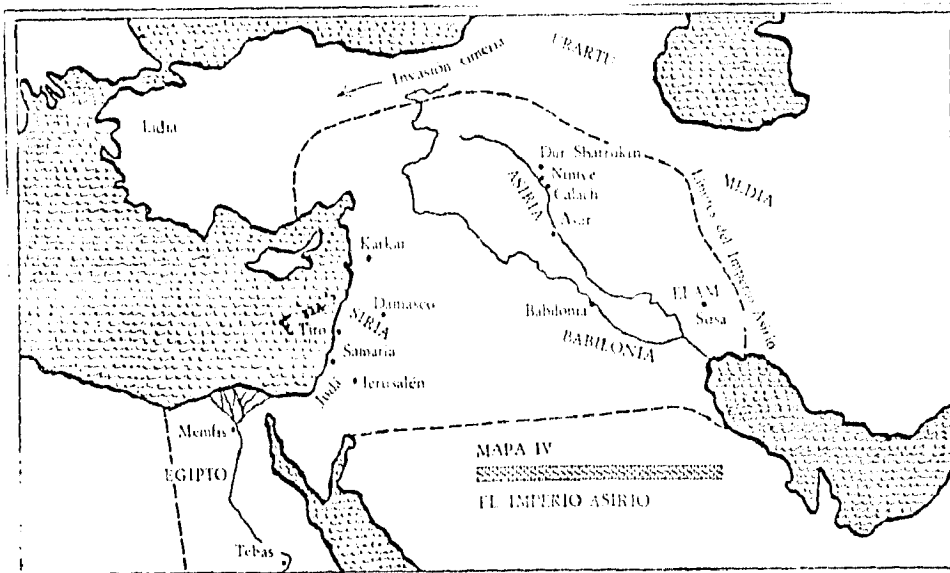 Invasión cimeria
URARTU
Lidia
Dur Sharrukin
Nínive
Calach
ASIRIA
Asur
MEDIA
Límites del Imperio Asirio
Karkar
ELAM
Susa
Damasco
SIRIA
Tiro
Babilonia
BABILONIA
Samaria
Judá
Jerusalén
Menfis
EGIPTO
Tebas
MAPA IV
EL IMPERIO ASIRIO